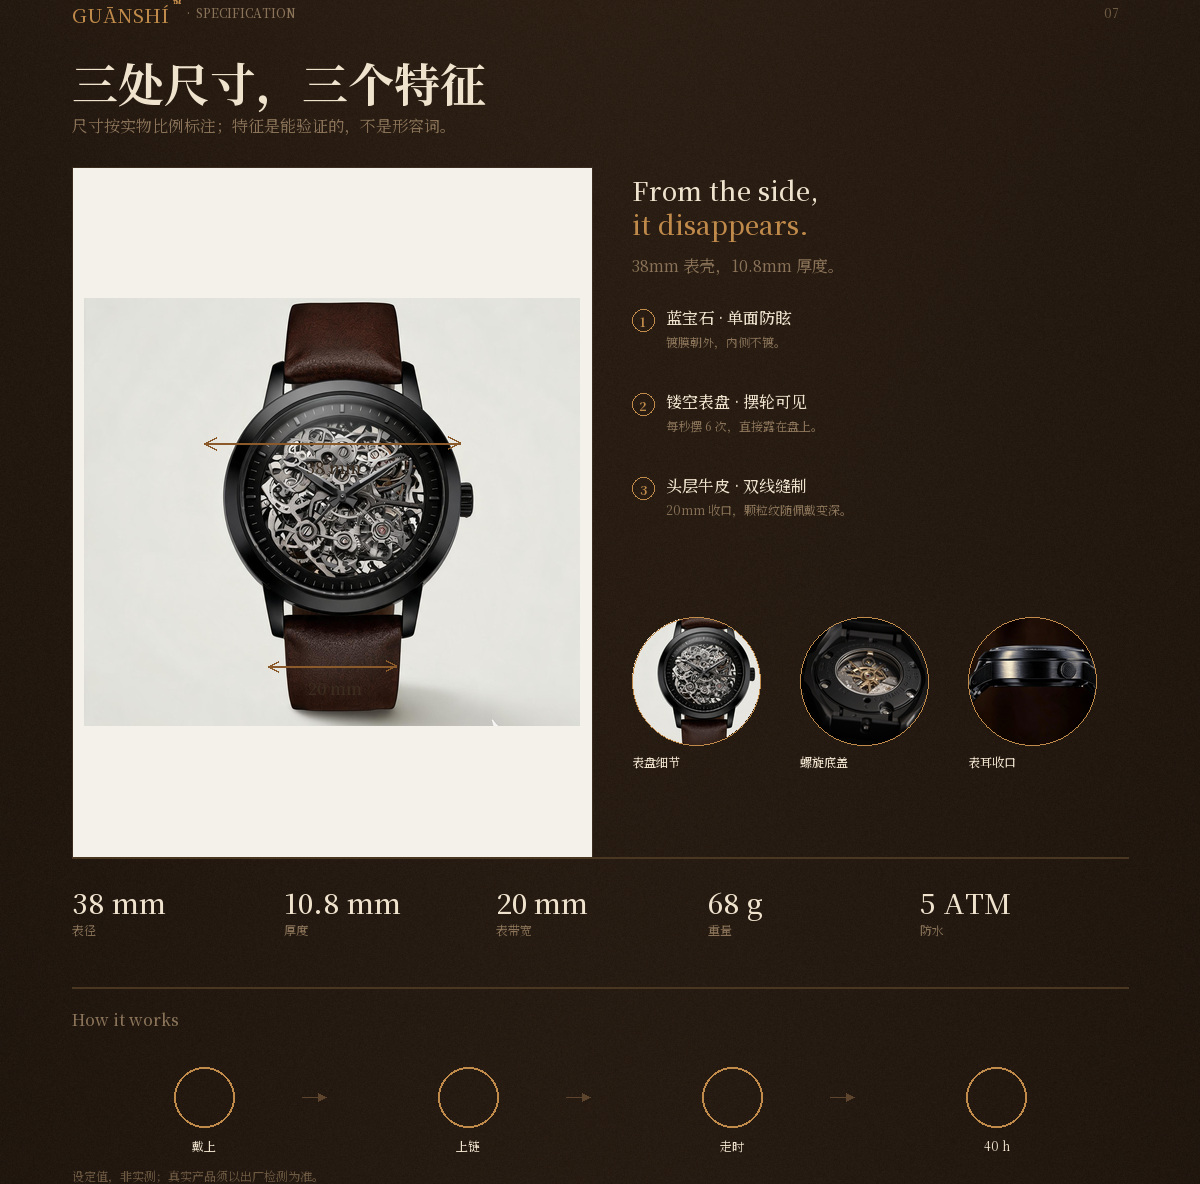 GUĀNSHÍ™ · SPECIFICATION
07
三处尺寸，三个特征
尺寸按实物比例标注；特征是能验证的，不是形容词。
From the side,
it disappears.
38mm 表壳，10.8mm 厚度。
1 蓝宝石 · 单面防眩
镀膜朝外，内侧不镀。
2 镂空表盘 · 摆轮可见
每秒摆 6 次，直接露在盘上。
3 头层牛皮 · 双线缝制
20mm 收口，颗粒纹随佩戴变深。
20 mm
表盘细节
螺旋底盖
表耳收口
38 mm
表径
10.8 mm
厚度
20 mm
表带宽
68 g
重量
5 ATM
防水
How it works
戴上
上链
走时
40 h
设定值，非实测；真实产品须以出厂检测为准。